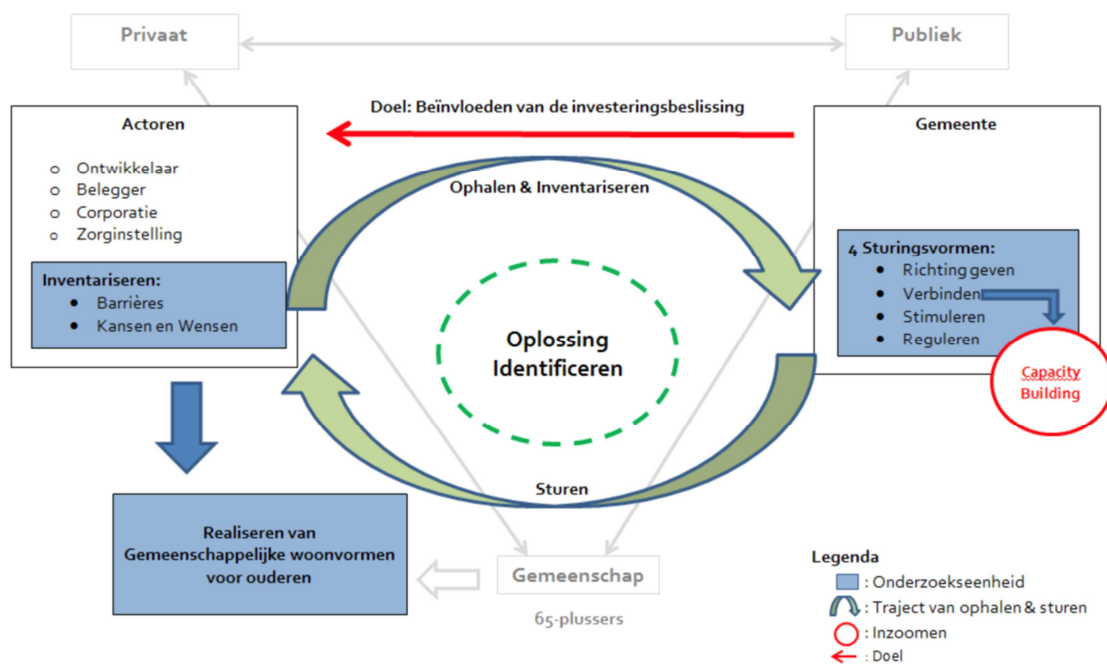 Privaat
Publiek
Doel: Beïnvloeden van de investeringsbeslissing
Actoren
o Ontwikkelaar
o Belegger
o Corporatie
o Zorginstelling
Inventariseren:
• Barrières
• Kansen en Wensen
Ophalen & Inventariseren
Gemeente
4 Sturingsvormen:
• Richting geven
• Verbinden
• Stimuleren
• Reguleren
Capacity
Building
Oplossing
Identificeren
Sturen
Realiseren van
Gemeenschappelijke woonvormen
voor ouderen
Gemeenschap
65-plussers
Legenda
: Onderzoekseenheid
: Traject van ophalen & sturen
: Inzoomen
: Doel